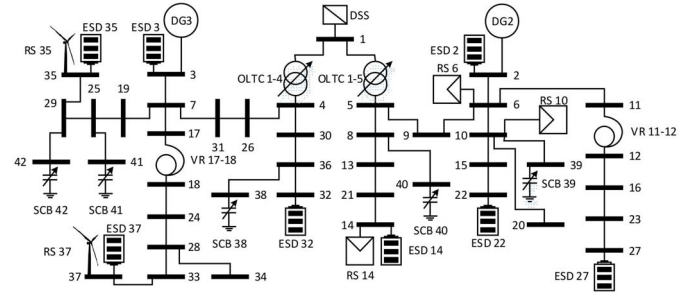 DSS
ESD 35
ESD 3
DG3
DG2
RS 35
1
ESD 2
RS 6
35
3
OLTC 1-4
OLTC 1-5
2
25
19
7
4
5
6
RS 10
11
29
17
31
26
30
8
9
10
VR 11-12
42
41
VR 17-18
36
13
15
39
12
18
38
32
21
40
22
SCB 39
16
SCB 42
SCB 41
24
SCB 38
14
SCB 40
20
23
RS 37
ESD 37
28
ESD 32
RS 14
ESD 14
ESD 22
27
37
33
34
ESD 27